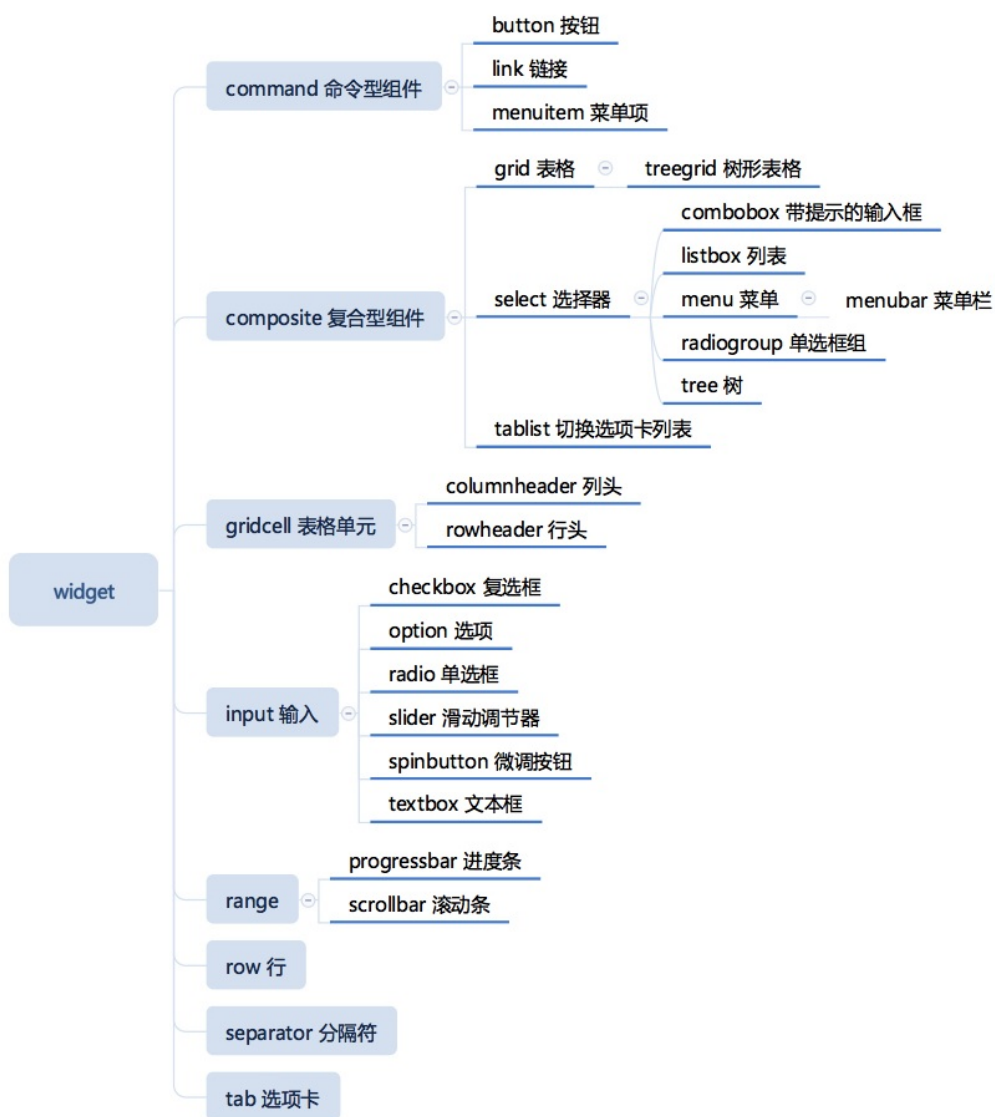 widget
command 命令型组件
button 按钮
link 链接
menuitem 菜单项
composite 复合型组件
grid 表格
treegrid 树形表格
select 选择器
combobox 带提示的输入框
listbox 列表
menu 菜单
menubar 菜单栏
radiogroup 单选框组
tree 树
tablist 切换选项卡列表
gridcell 表格单元
columnheader 列头
rowheader 行头
input 输入
checkbox 复选框
option 选项
radio 单选框
slider 滑动调节器
spinbutton 微调按钮
textbox 文本框
range
progressbar 进度条
scrollbar 滚动条
row 行
separator 分隔符
tab 选项卡